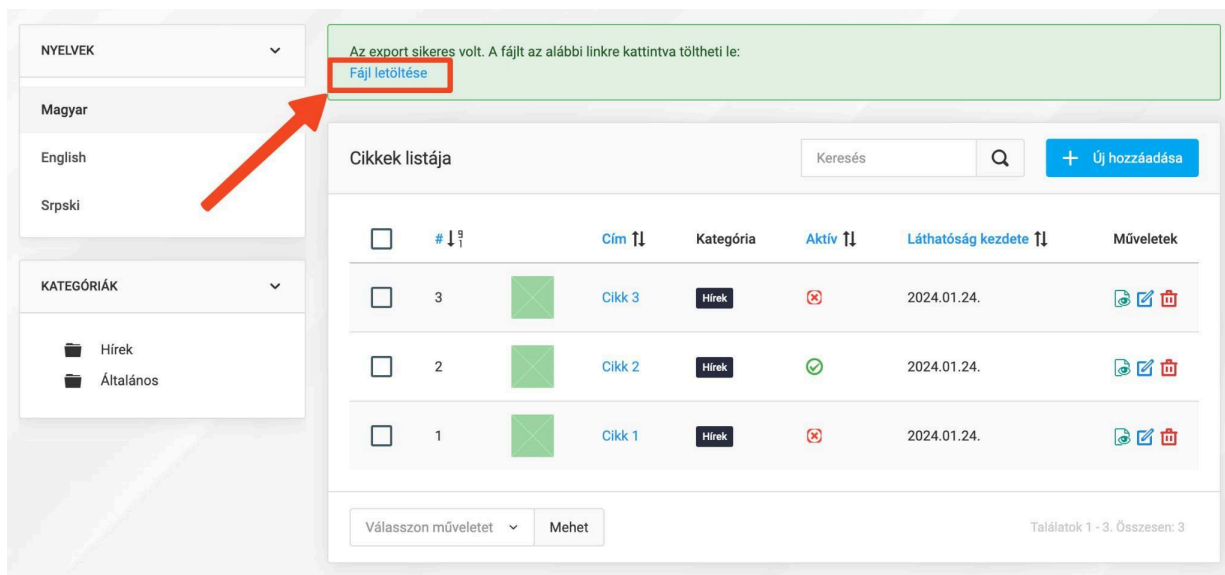 NYELVEK
Magyar
English
Srpski
KATEGÓRIÁK
Hírek
Általános
Az export sikeres volt. A fájlt az alábbi linkre kattintva töltheti le:
Fájl letöltése
Cikkek listája
Keresés
+ Új hozzáadása
# 9 1 Cím Kategória Aktív Láthatóság kezdete Műveletek
3 Cikk 3 Hírek 2024.01.24.
2 Cikk 2 Hírek 2024.01.24.
1 Cikk 1 Hírek 2024.01.24.
Válasszon műveletet Mehet
Találatok 1 - 3. Összesen: 3